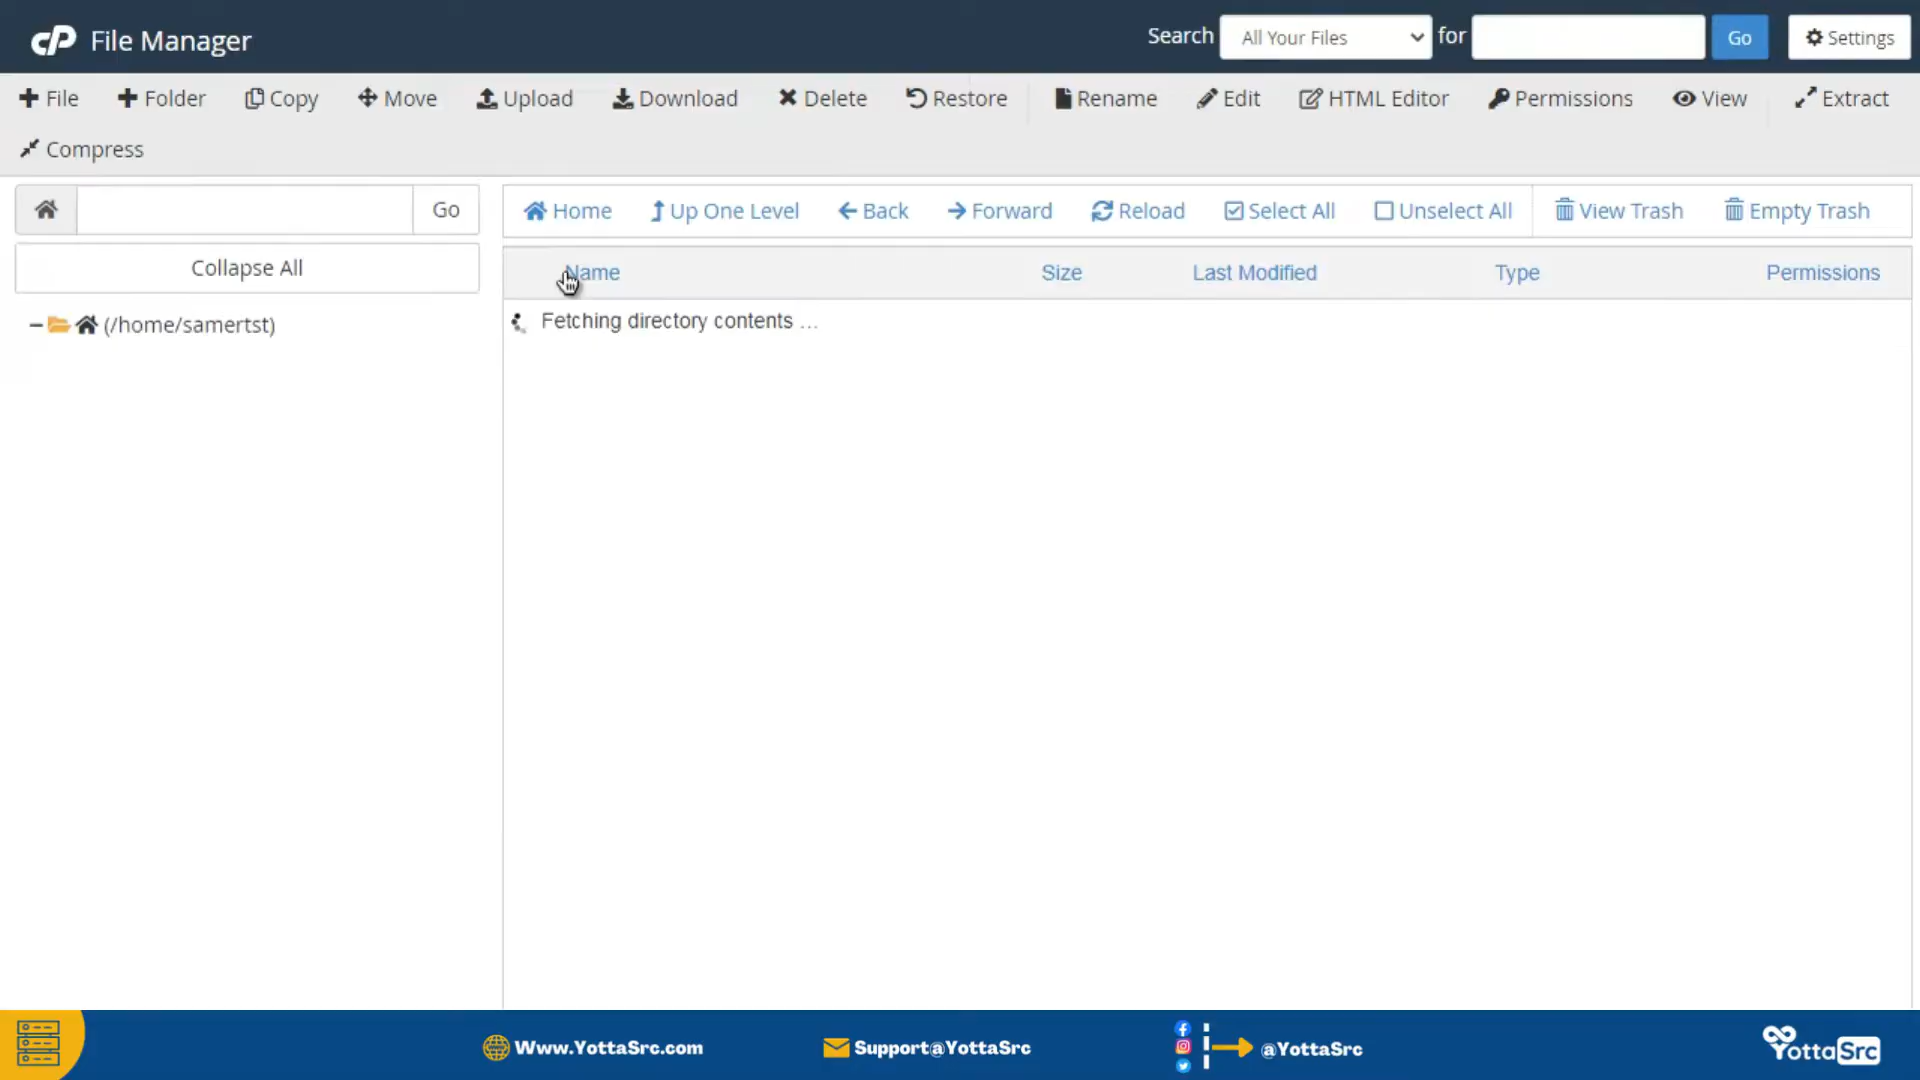 cP File Manager
Search All Your Files for Go Settings
File Folder Copy Move Upload Download Delete Restore Rename Edit HTML Editor Permissions View Extract
Compress
Go
Home Up One Level Back Forward Reload Select All Unselect All View Trash Empty Trash
Collapse All
Name Size Last Modified Type Permissions
(/home/samertst)
Fetching directory contents ...
Www.YottaSrc.com Support@YottaSrc @YottaSrc YottaSrc